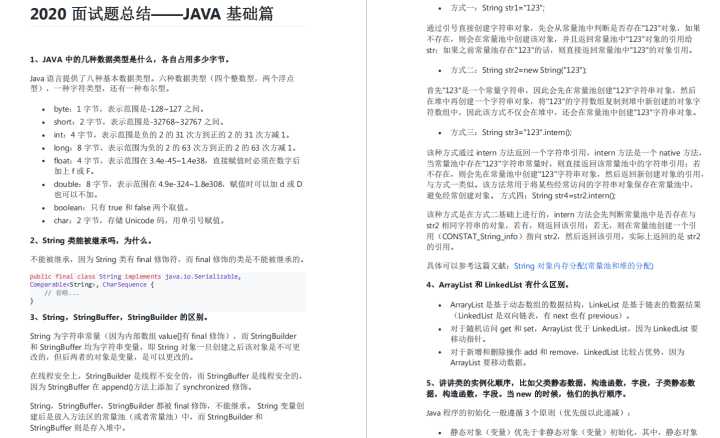 2020 面试题总结——JAVA 基础篇
1、JAVA 中的几种数据类型是什么，各自占用多少字节。
Java 语言提供了八种基本数据类型。六种数据类型（四个整数型，两个浮点
型），一种字符类型，还有一种布尔型。
• byte：1 字节，表示范围是-128~127 之间。
• short：2 字节，表示范围是-32768~32767 之间。
• int：4 字节，表示范围是负的 2 的 31 次方到正的 2 的 31 次方减 1。
• long：8 字节，表示范围为负的 2 的 63 次方到正的 2 的 63 次方减 1。
• float：4 字节，表示范围在 3.4e-45~1.4e38，直接赋值时必须在数字后
加上 f 或 F。
• double：8 字节，表示范围在 4.9e-324~1.8e308，赋值时可以加 d 或 D
也可以不加。
• boolean：只有 true 和 false 两个取值。
• char：2 字节，存储 Unicode 码，用单引号赋值。
2、String 类能被继承吗，为什么。
不能被继承，因为 String 类有 final 修饰符，而 final 修饰的类是不能被继承的。
public final class String implements java.io.Serializable,
Comparable<String>, CharSequence {
// 省略...
}
3、String，StringBuffer，StringBuilder 的区别。
String 为字符串常量（因为内部数组 value[]有 final 修饰），而 StringBuilder
和 StringBuffer 均为字符串变量，即 String 对象一旦创建之后该对象是不可更
改的，但后两者的对象是变量，是可以更改的。
在线程安全上，StringBuilder 是线程不安全的，而 StringBuffer 是线程安全的，
因为 StringBuffer 在 append()方法上添加了 synchronized 修饰。
String，StringBuffer，StringBuilder 都被 final 修饰，不能继承。 String 变量创
建后是放入方法区的常量池（或者常量池）中，而 StringBuilder 和
StringBuffer 则是存入堆中。
• 方式一：String str1="123";
通过引号直接创建字符串对象，先会从常量池中判断是否存在"123"对象，如果
不存在，则会在常量池中创建该对象，并且返回常量池中"123"对象的引用给
str；如果之前常量池存在"123"的话，则直接返回常量池中"123"的对象引用。
• 方式二：String str2=new String("123");
首先"123"是一个常量字符串，因此会先在常量池创建"123"字符串对象，然后
在堆中再创建一个字符串对象，将"123"的字符数组复制到堆中新创建的对象字
符数组中，因此该方式不仅会在堆中，还会在常量池中创建"123"字符串对象。
• 方式三：String str3="123".intern();
该种方式通过 intern 方法返回一个字符串引用，intern 方法是一个 native 方法，
当常量池中存在"123"字符串常量时，则直接返回该常量池中的字符串引用；若
不存在，则会先在常量池中创建"123"字符串对象，然后返回新创建对象的引用，
与方式一类似。该方法常用于将某些经常访问的字符串对象保存在常量池中，
避免经常创建对象。 方式四：String str4=str2.intern();
该种方式是在方式二基础上进行的，intern 方法会先判断常量池中是否存在与
str2 相同字符串的对象，若有，则返回该引用；若无，则在常量池创建一个引
用（CONSTAT_String_info）指向 str2，然后返回该引用，实际上返回的是 str2
的引用。
具体可以参考这篇文献：String 对象内存分配(常量池和堆的分配)
4、ArrayList 和 LinkedList 有什么区别。
• ArraryList 是基于动态数组的数据结构，LinkeList 是基于链表的数据结果
（LinkedList 是双向链表，有 next 也有 previous）。
• 对于随机访问 get 和 set，ArrayList 优于 LinkedList，因为 LinkedList 要
移动指针。
• 对于新增和删除操作 add 和 remove，LinkedList 比较占优势，因为
ArrayList 要移动数据。
5、讲讲类的实例化顺序，比如父类静态数据，构造函数，字段，子类静态数
据，构造函数，字段。当 new 的时候，他们的执行顺序。
Java 程序的初始化一般遵循 3 个原则（优先级以此递减）：
• 静态对象（变量）优先于非静态对象（变量）初始化，其中，静态对象